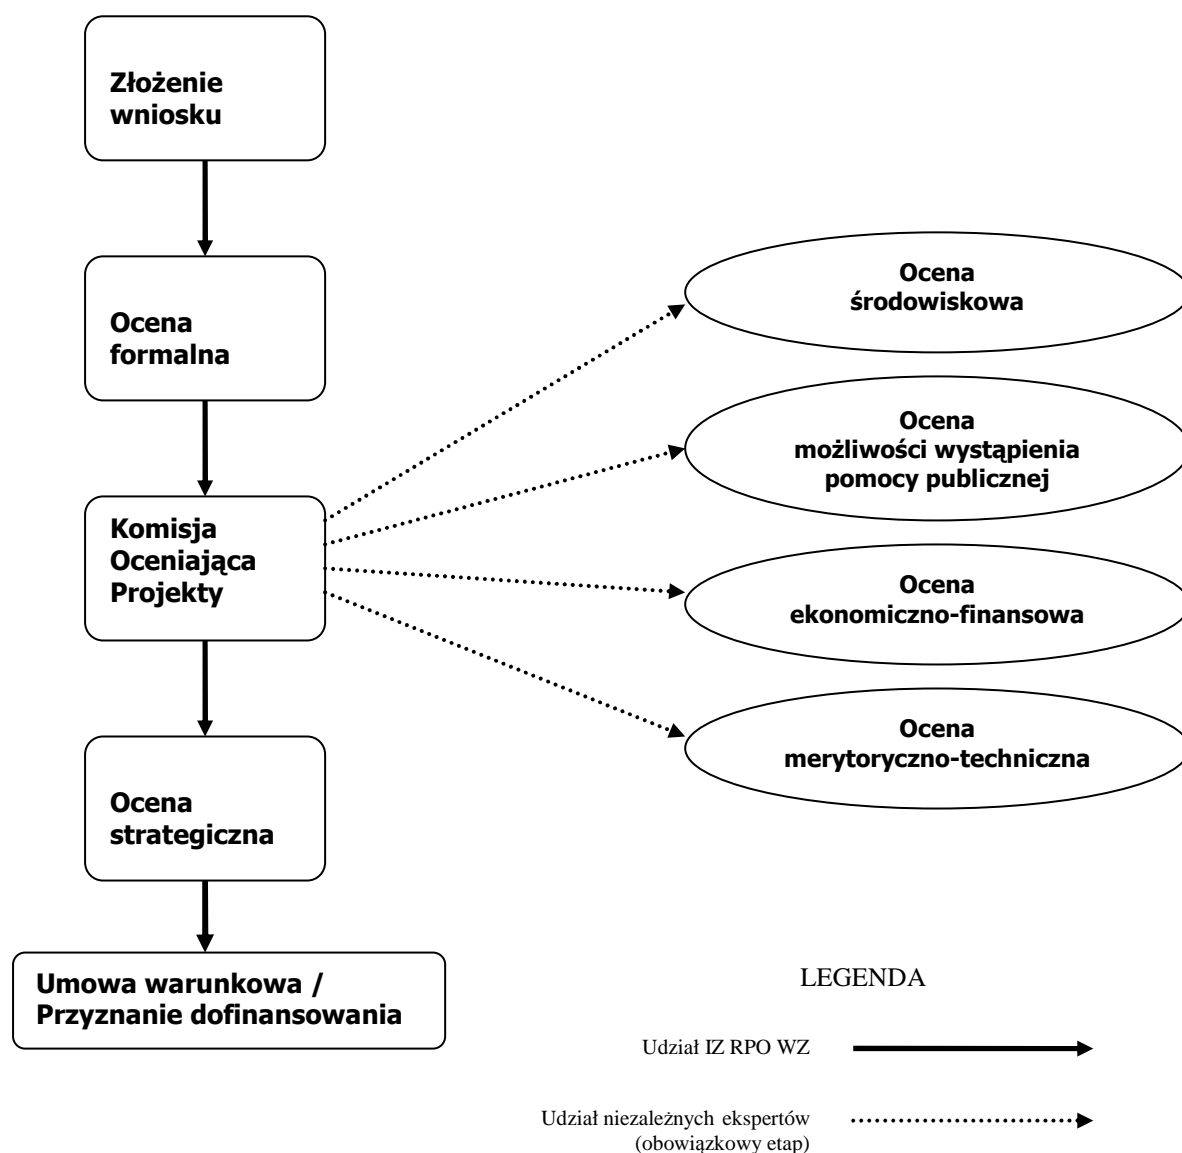 Złożenie
wniosku
Ocena
formalna
Komisja
Oceniająca
Projekty
Ocena
strategiczna
Umowa warunkowa /
Przyznanie dofinansowania
Ocena
środowiskowa
Ocena
możliwości wystąpienia
pomocy publicznej
Ocena
ekonomiczno-finansowa
Ocena
merytoryczno-techniczna
LEGENDA
Udział IZ RPO WZ
Udział niezależnych ekspertów
(obowiązkowy etap)